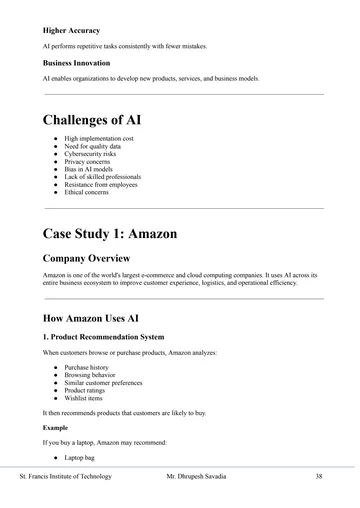 Higher Accuracy
AI performs repetitive tasks consistently with fewer mistakes.
Business Innovation
AI enables organizations to develop new products, services, and business models.
Challenges of AI
● High implementation cost
● Need for quality data
● Cybersecurity risks
● Privacy concerns
● Bias in AI models
● Lack of skilled professionals
● Resistance from employees
● Ethical concerns
Case Study 1: Amazon
Company Overview
Amazon is one of the world's largest e-commerce and cloud computing companies. It uses AI across its
entire business ecosystem to improve customer experience, logistics, and operational efficiency.
How Amazon Uses AI
1. Product Recommendation System
When customers browse or purchase products, Amazon analyzes:
● Purchase history
● Browsing behavior
● Similar customer preferences
● Product ratings
● Wishlist items
It then recommends products that customers are likely to buy.
Example
If you buy a laptop, Amazon may recommend:
● Laptop bag
St. Francis Institute of Technology Mr. Dhrupesh Savadia 38